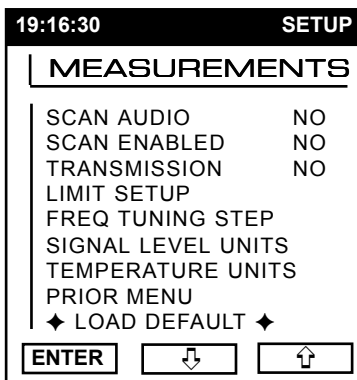 19:16:30 SETUP
MEASUREMENTS
SCAN AUDIO NO
SCAN ENABLED NO
TRANSMISSION NO
LIMIT SETUP
FREQ TUNING STEP
SIGNAL LEVEL UNITS
TEMPERATURE UNITS
PRIOR MENU
✦ LOAD DEFAULT ✦
ENTER